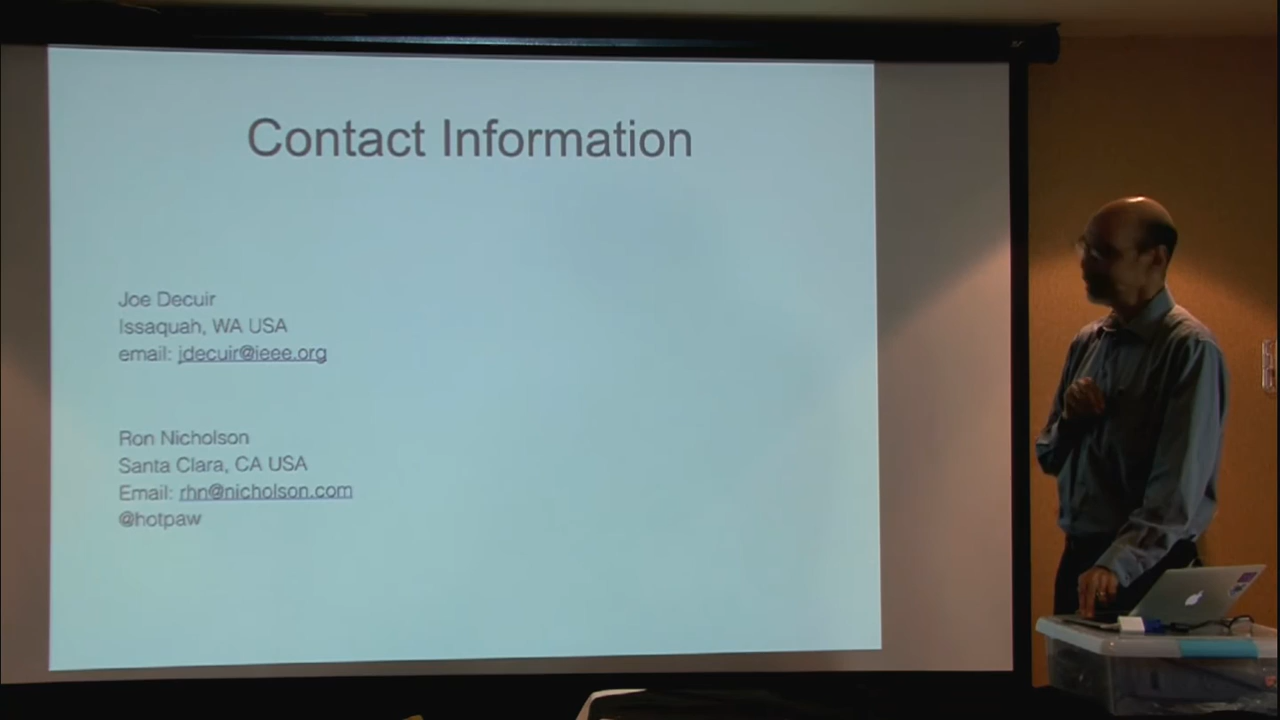 Contact Information
Joe Decuir
Issaquah, WA USA
email: jdecuir@ieee.org
Ron Nicholson
Santa Clara, CA USA
Email: rhn@nicholson.com
@hotpaw